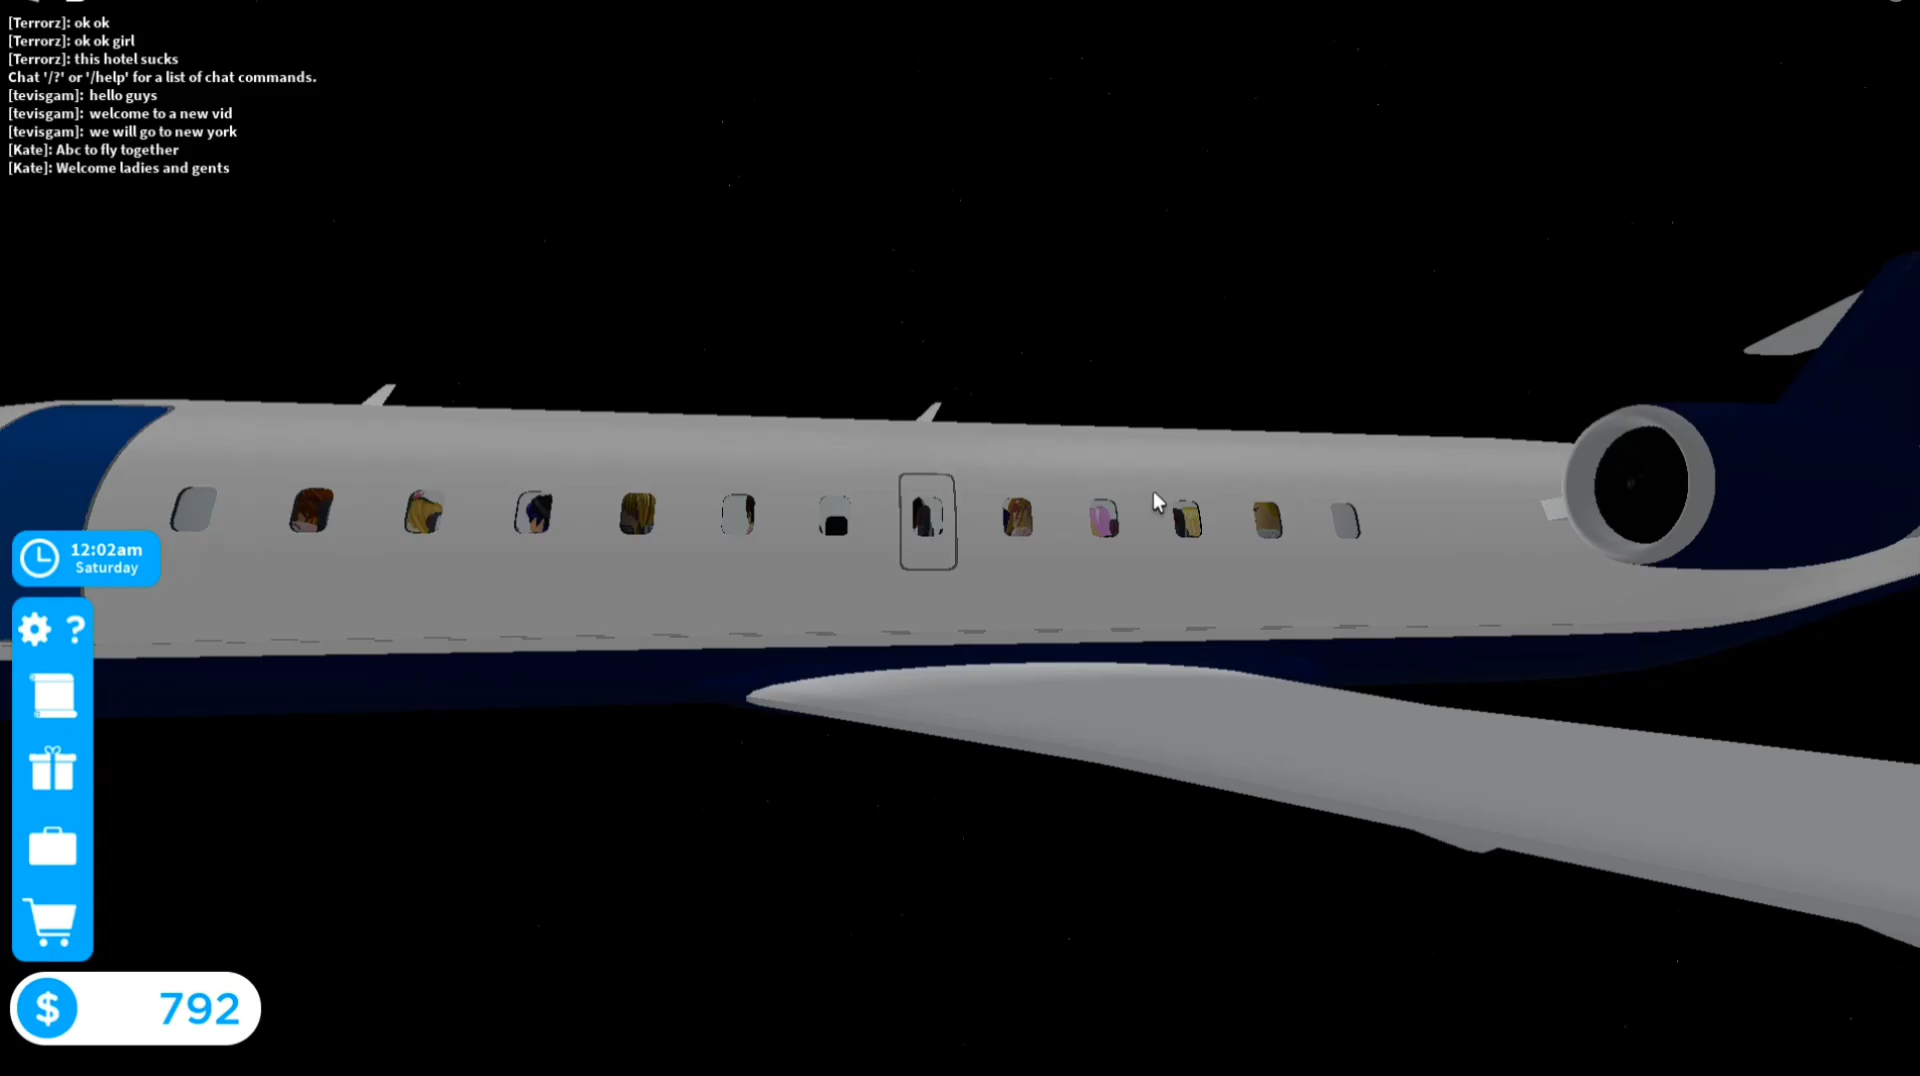 [Terrorz]: ok ok
[Terrorz]: ok ok girl
[Terrorz]: this hotel sucks
Chat '/?' or '/help' for a list of chat commands.
[tevisgam]: hello guys
[tevisgam]: welcome to a new vid
[tevisgam]: we will go to new york
[Kate]: Abc to fly together
[Kate]: Welcome ladies and gents
12:02am
Saturday
?
$ 792